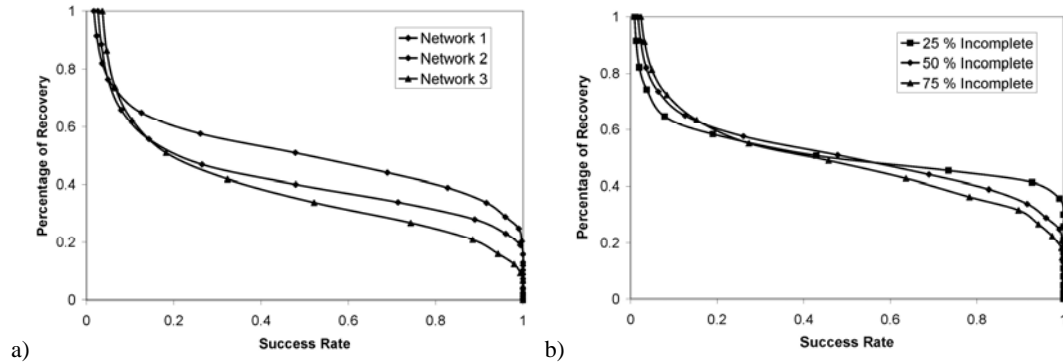 1
0.8
0.6
0.4
0.2
0
0 0.2 0.4 0.6 0.8 1
Percentage of Recovery
Success Rate
Network 1
Network 2
Network 3
a)
1
0.8
0.6
0.4
0.2
0
0 0.2 0.4 0.6 0.8 1
Percentage of Recovery
Success Rate
25 % Incomplete
50 % Incomplete
75 % Incomplete
b)